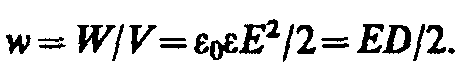 w = W/V = ε₀εE²/2 = ED/2.